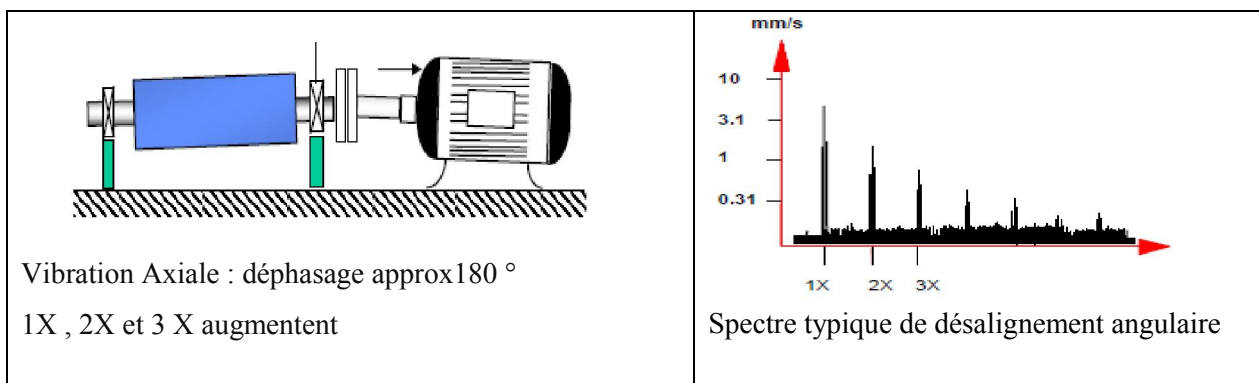 Vibration Axiale : déphasage approx180 °
1X , 2X et 3 X augmentent
mm/s
10
3.1
1
0.31
1X 2X 3X
Spectre typique de désalignement angulaire